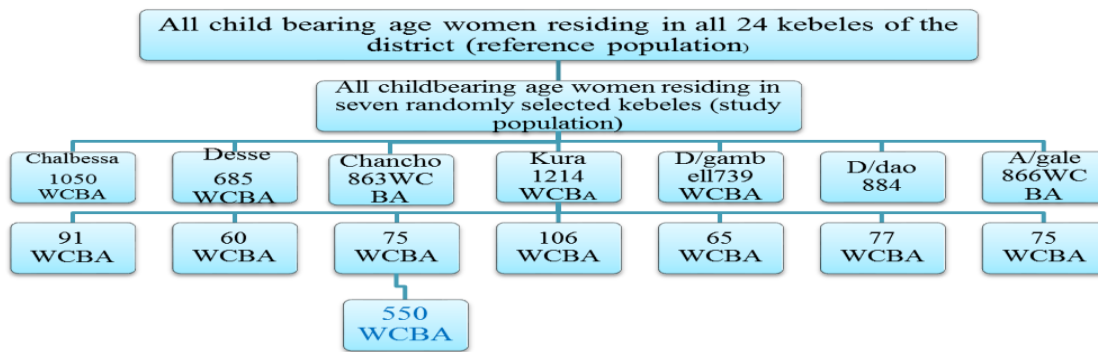 All child bearing age women residing in all 24 kebeles of the
district (reference population)
All childbearing age women residing in
seven randomly selected kebeles (study
population)
Chalbessa
1050
WCBA
Desse
685
WCBA
Chancho
863WC
BA
Kura
1214
WCBA
D/gamb
ell739
WCBA
D/dao
884
A/gale
866WC
BA
91
WCBA
60
WCBA
75
WCBA
106
WCBA
65
WCBA
77
WCBA
75
WCBA
550
WCBA